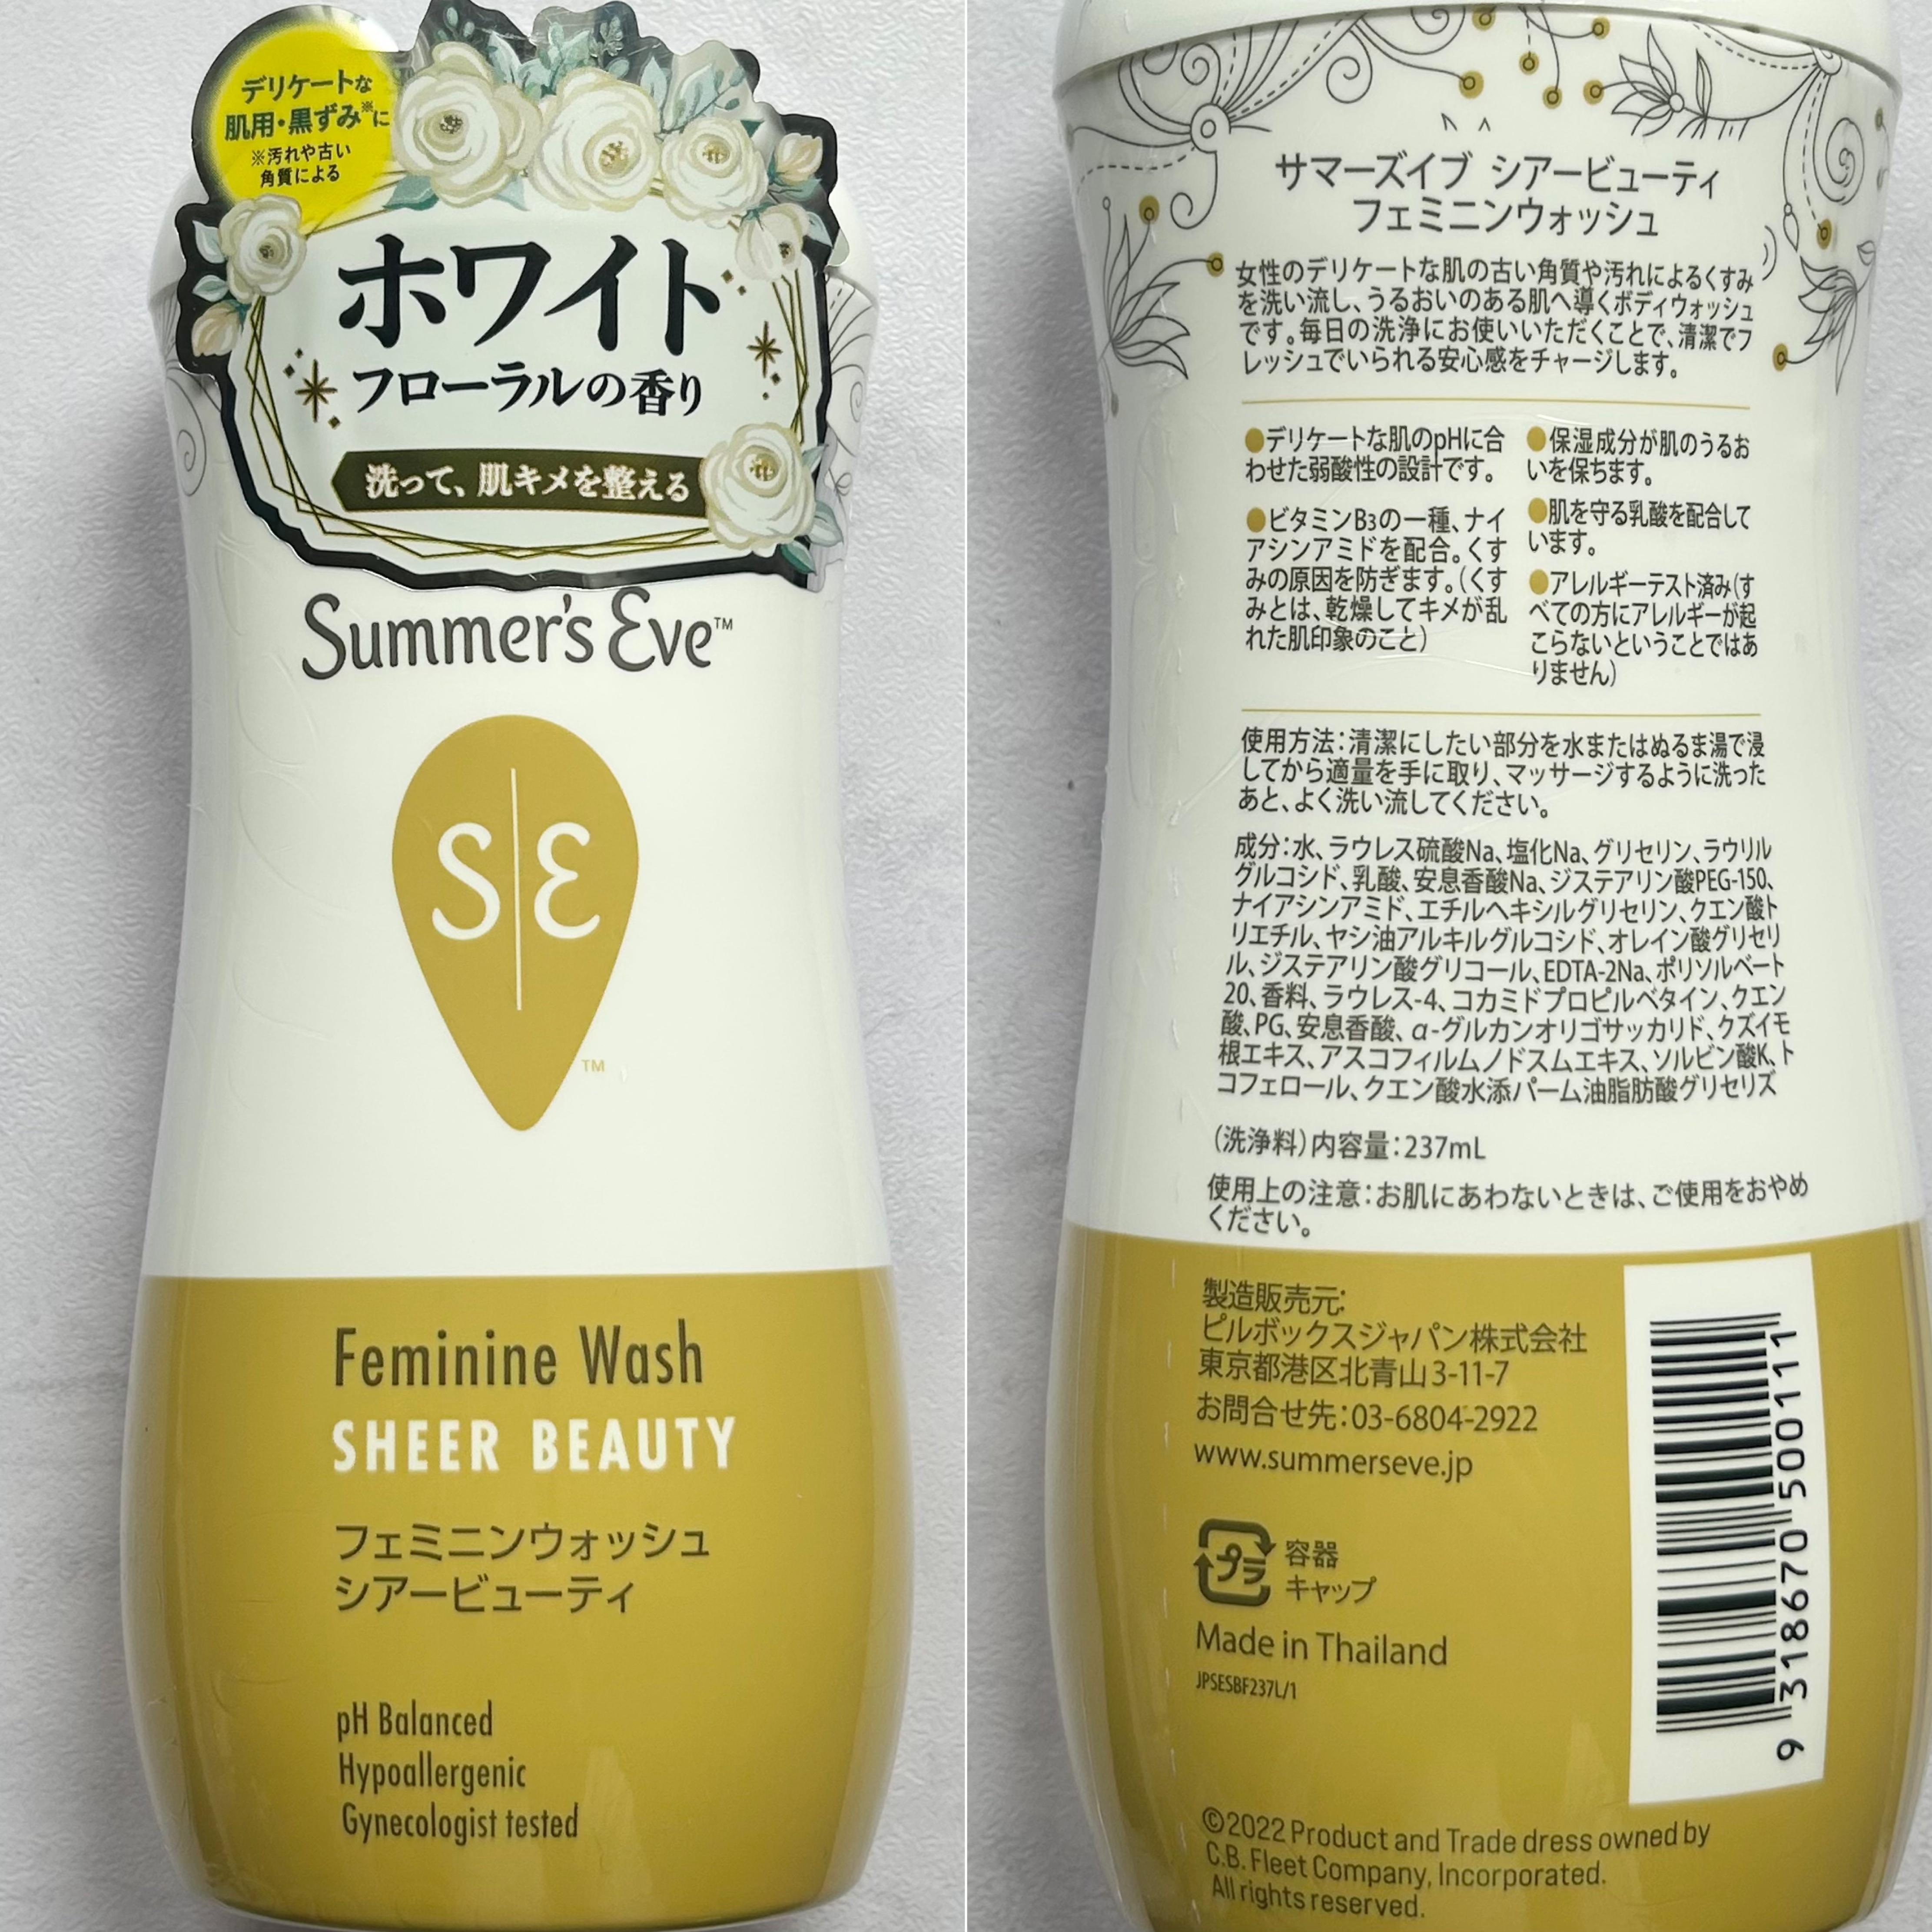 デリケートな
肌用・黒ずみ※に
※汚れや古い
角質による
ホワイト
フローラルの香り
洗って、肌キメを整える
Summer's Eve™
SE
™
Feminine Wash
SHEER BEAUTY
フェミニンウォッシュ
シアービューティ
pH Balanced
Hypoallergenic
Gynecologist tested
サマーズイブ シアービューティ
フェミニンウォッシュ
女性のデリケートな肌の古い角質や汚れによるくすみ
を洗い流し、うるおいのある肌へ導くボディウォッシュ
です。毎日の洗浄にお使いいただくことで、清潔でフ
レッシュでいられる安心感をチャージします。
●デリケートな肌のpHに合
わせた弱酸性の設計です。
●ビタミンB3の一種、ナイ
アシンアミドを配合。くす
みの原因を防ぎます。(くす
みとは、乾燥してキメが乱
れた肌印象のこと)
●保湿成分が肌のうるお
いを保ちます。
●肌を守る乳酸を配合して
います。
●アレルギーテスト済み(す
べての方にアレルギーが起
こらないということではあ
りません)
使用方法:清潔にしたい部分を水またはぬるま湯で浸
してから適量を手に取り、マッサージするように洗った
あと、よく洗い流してください。
成分:水、ラウレス硫酸Na、塩化Na、グリセリン、ラウリル
グルコシド、乳酸、安息香酸Na、ジステアリン酸PEG-150、
ナイアシンアミド、エチルヘキシルグリセリン、クエン酸ト
リエチル、ヤシ油アルキルグルコシド、オレイン酸グリセリ
ル、ジステアリン酸グリコール、EDTA-2Na、ポリソルベート
20、香料、ラウレス-4、コカミドプロピルベタイン、クエン
酸、PG、安息香酸、α-グルカンオリゴサッカリド、クズイモ
根エキス、アスコフィルムノドスムエキス、ソルビン酸K、ト
コフェロール、クエン酸水添パーム油脂肪酸グリセリズ
(洗浄料)内容量:237mL
使用上の注意:お肌にあわないときは、ご使用をおやめ
ください。
製造販売元:
ピルボックスジャパン株式会社
東京都港区北青山3-11-7
お問合せ先:03-6804-2922
www.summerseve.jp
プラ
容器
キャップ
Made in Thailand
JPSESBF237L/1
9 318670 500111
©2022 Product and Trade dress owned by
C.B. Fleet Company, Incorporated.
All rights reserved.